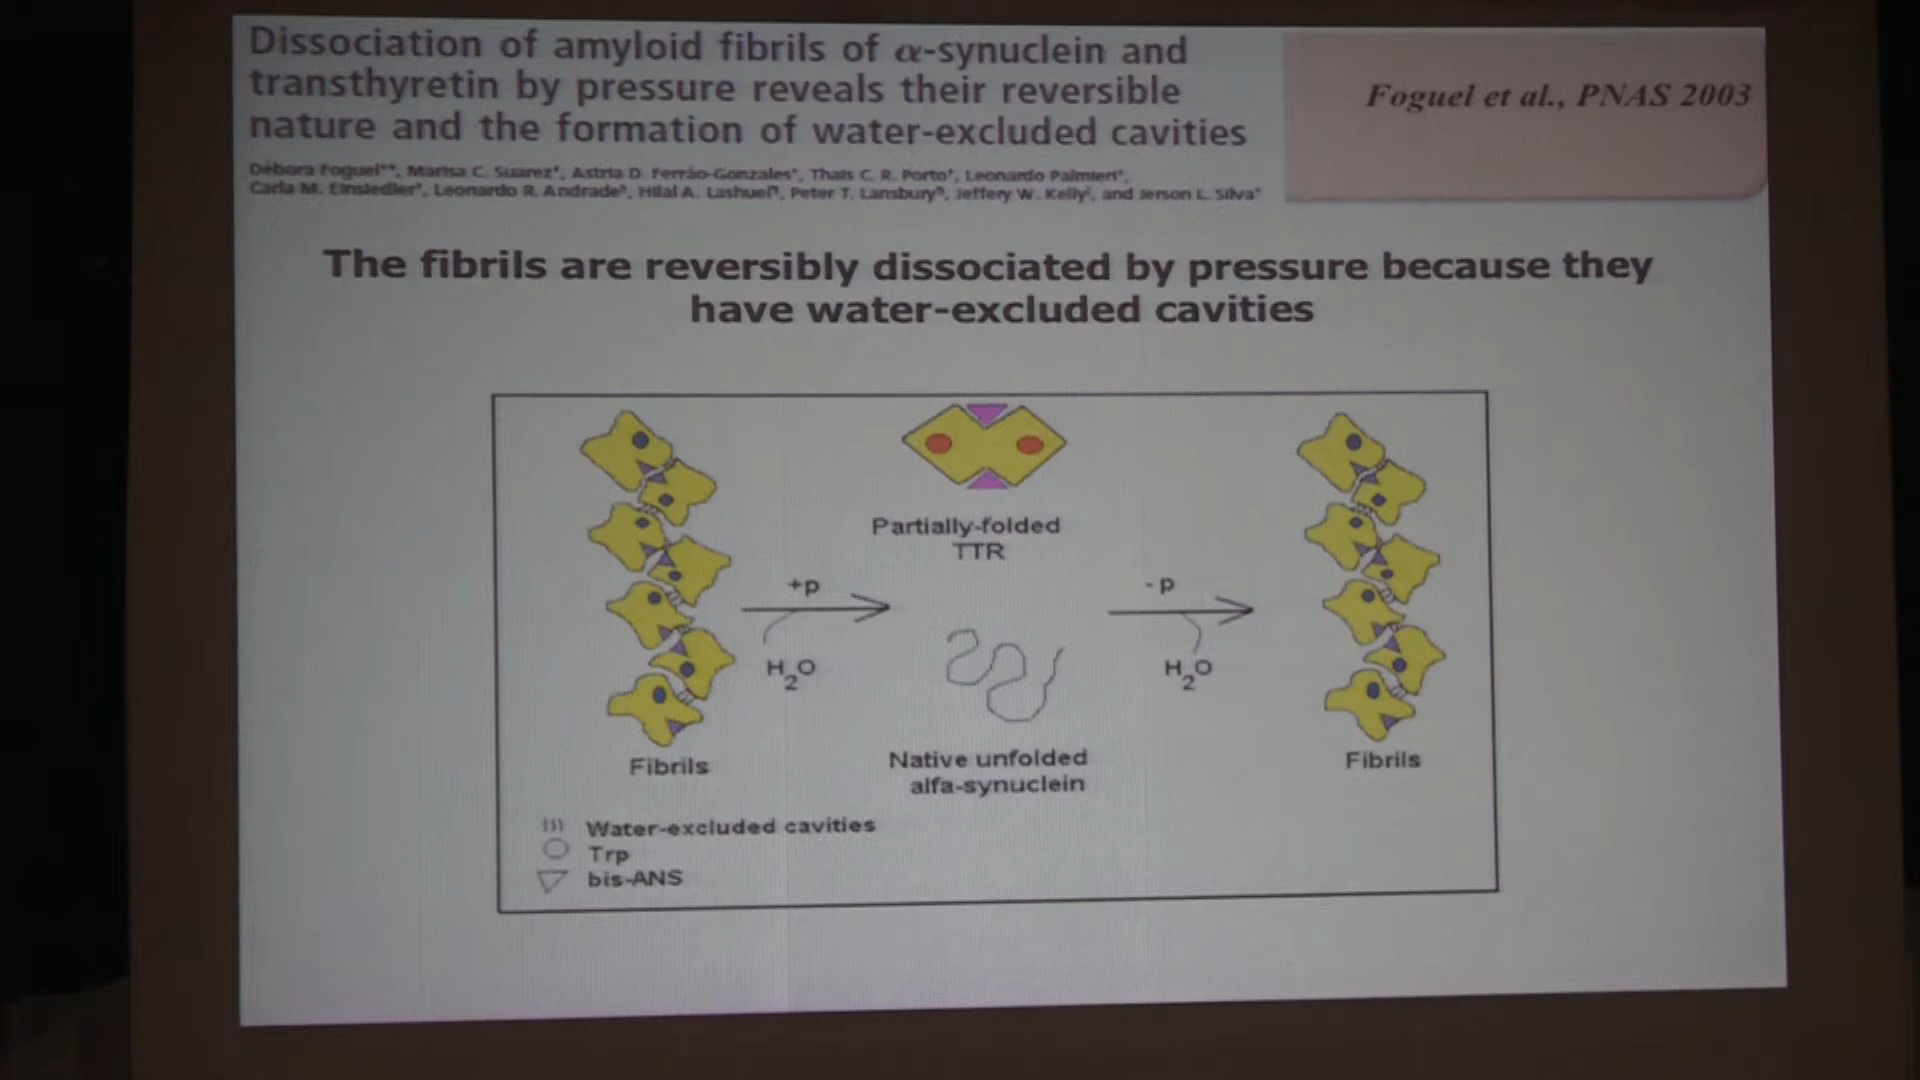 Dissociation of amyloid fibrils of α-synuclein and
transthyretin by pressure reveals their reversible
nature and the formation of water-excluded cavities
Foguel et al., PNAS 2003
Débora Foguel**, Marisa C. Suarez*, Astria D. Ferrão-Gonzales*, Thais C. R. Porto*, Leonardo Palmieri*,
Carla M. Einsiedler*, Leonardo R. Andrade§, Hilal A. Lashuel¶, Peter T. Lansbury¶, Jeffery W. Kelly‖, and Jerson L. Silva*
The fibrils are reversibly dissociated by pressure because they
have water-excluded cavities
Partially-folded
TTR
+p
H2O
- p
H2O
Native unfolded
alfa-synuclein
Fibrils
Fibrils
Water-excluded cavities
Trp
bis-ANS